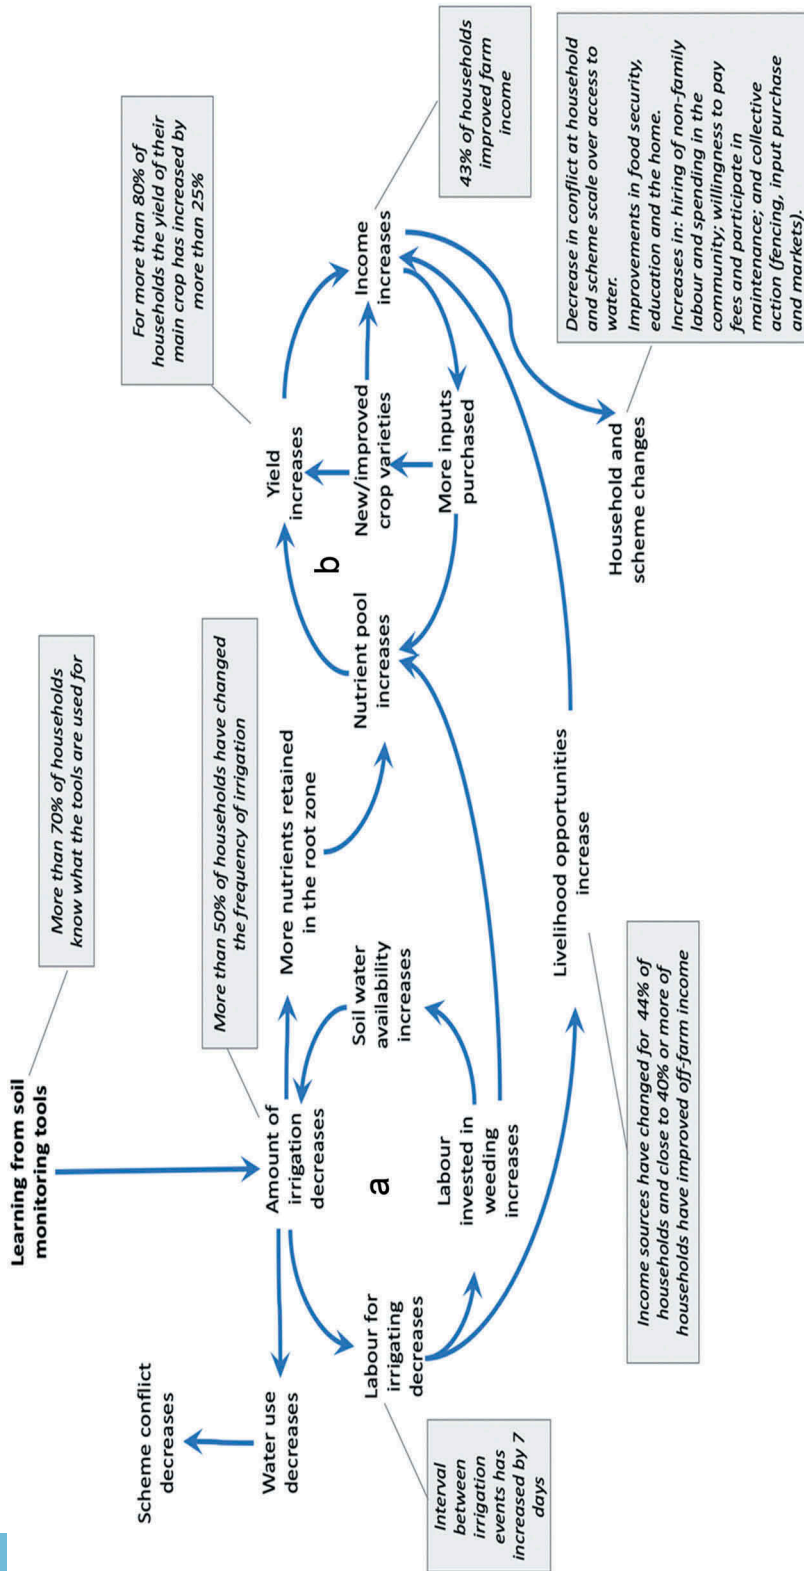 Learning from soil
monitoring tools
More than 70% of households
know what the tools are used for
Scheme conflict
decreases
Water use
decreases
Amount of
irrigation
decreases
More than 50% of households have changed
the frequency of irrigation
More nutrients retained
in the root zone
For more than 80% of
households the yield of their
main crop has increased by
more than 25%
Yield
increases
a
b
Labour for
irrigating
decreases
Soil water
availability
increases
Nutrient pool
increases
New/improved
crop varieties
Income
increases
43% of households
improved farm
income
Labour
invested in
weeding
increases
More inputs
purchased
Interval
between
irrigation
events has
increased by 7
days
Livelihood opportunities
increase
Household and
scheme changes
Income sources have changed for 44% of
households and close to 40% or more of
households have improved off-farm income
Decrease in conflict at household
and scheme scale over access to
water.
Improvements in food security,
education and the home.
Increases in: hiring of non-family
labour and spending in the
community; willingness to pay
fees and participate in
maintenance; and collective
action (fencing, input purchase
and markets).